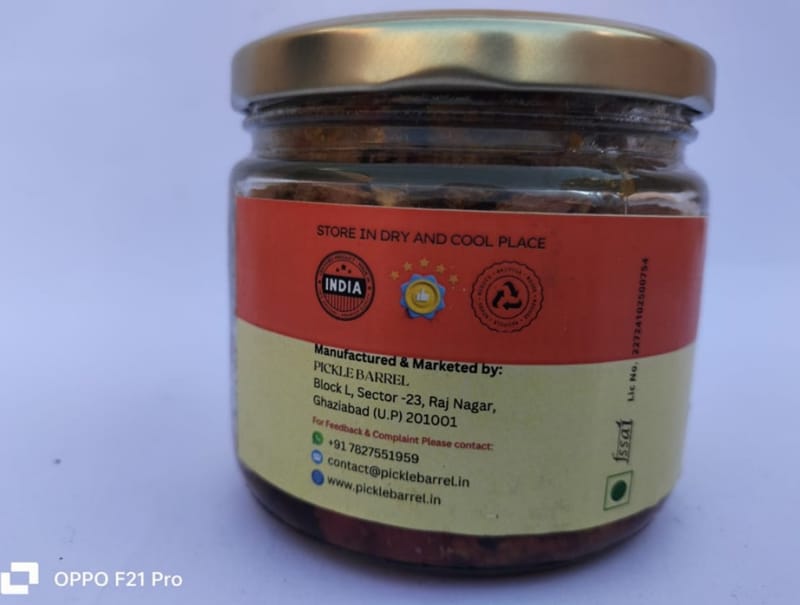 STORE IN DRY AND COOL PLACE
INDIA
Manufactured & Marketed by:
PICKLE BARREL
Block L, Sector -23, Raj Nagar,
Ghaziabad (U.P) 201001
For Feedback & Complaint Please contact:
+91 7827551959
contact@picklebarrel.in
www.picklebarrel.in
fssai
Lic No. 22724102500754
OPPO F21 Pro